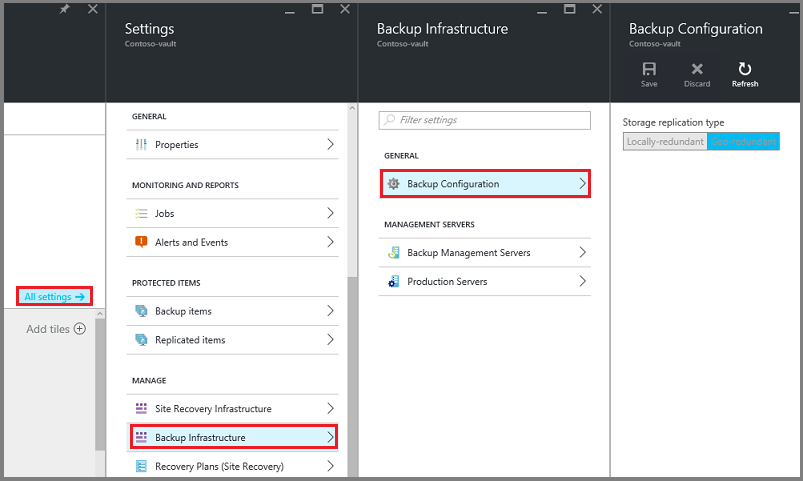 Settings
Contoso-vault
GENERAL
Properties
MONITORING AND REPORTS
Jobs
Alerts and Events
PROTECTED ITEMS
Backup items
Replicated items
MANAGE
Site Recovery Infrastructure
Backup Infrastructure
Recovery Plans (Site Recovery)
All settings
Add tiles
Backup Infrastructure
Contoso-vault
Filter settings
GENERAL
Backup Configuration
MANAGEMENT SERVERS
Backup Management Servers
Production Servers
Backup Configuration
Contoso-vault
Save Discard Refresh
Storage replication type
Locally-redundant Geo-redundant